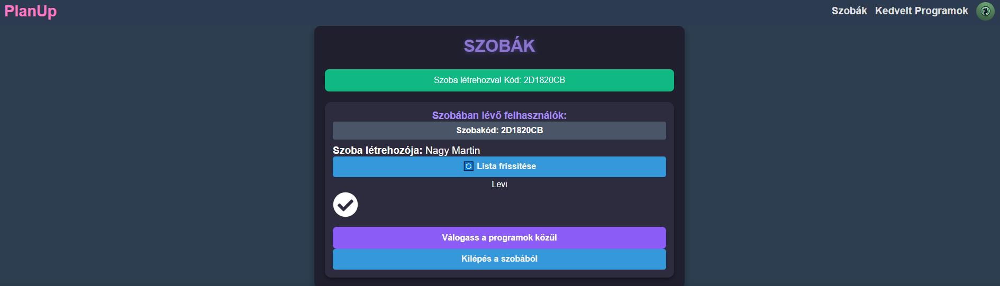 PlanUp
Szobák Kedvelt Programok
SZOBÁK
Szoba létrehozva! Kód: 2D1820CB
Szobában lévő felhasználók:
Szobakód: 2D1820CB
Szoba létrehozója: Nagy Martin
Lista frissítése
Levi
Válogass a programok közül
Kilépés a szobából